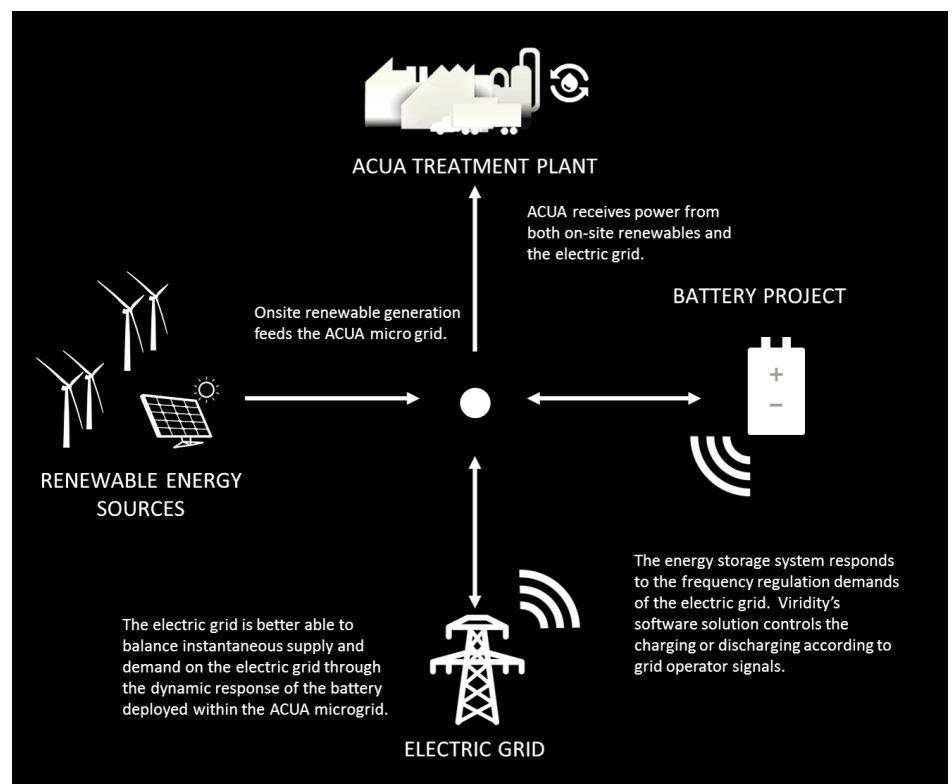 ACUA TREATMENT PLANT
ACUA receives power from
both on-site renewables and
the electric grid.
BATTERY PROJECT
Onsite renewable generation
feeds the ACUA micro grid.
+
−
RENEWABLE ENERGY
SOURCES
The energy storage system responds
to the frequency regulation demands
of the electric grid.  Viridity’s
software solution controls the
charging or discharging according to
grid operator signals.
The electric grid is better able to
balance instantaneous supply and
demand on the electric grid through
the dynamic response of the battery
deployed within the ACUA microgrid.
ELECTRIC GRID